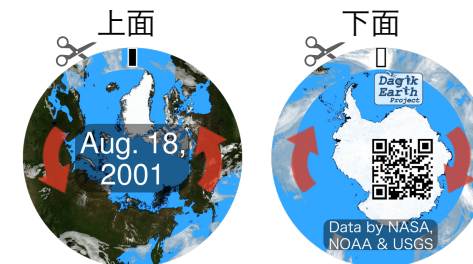 上面
下面
Aug. 18,
2001
Dagik
Earth
Project
Data by NASA,
NOAA & USGS